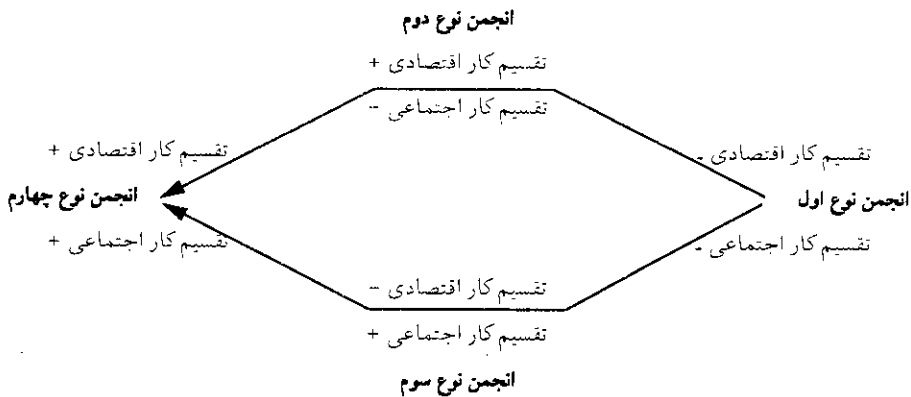 انجمن نوع دوم
تقسیم کار اقتصادی +
تقسیم کار اجتماعی -
تقسیم کار اقتصادی -
انجمن نوع اول
تقسیم کار اجتماعی -
تقسیم کار اقتصادی +
انجمن نوع چهارم
تقسیم کار اجتماعی +
تقسیم کار اقتصادی -
تقسیم کار اجتماعی +
انجمن نوع سوم